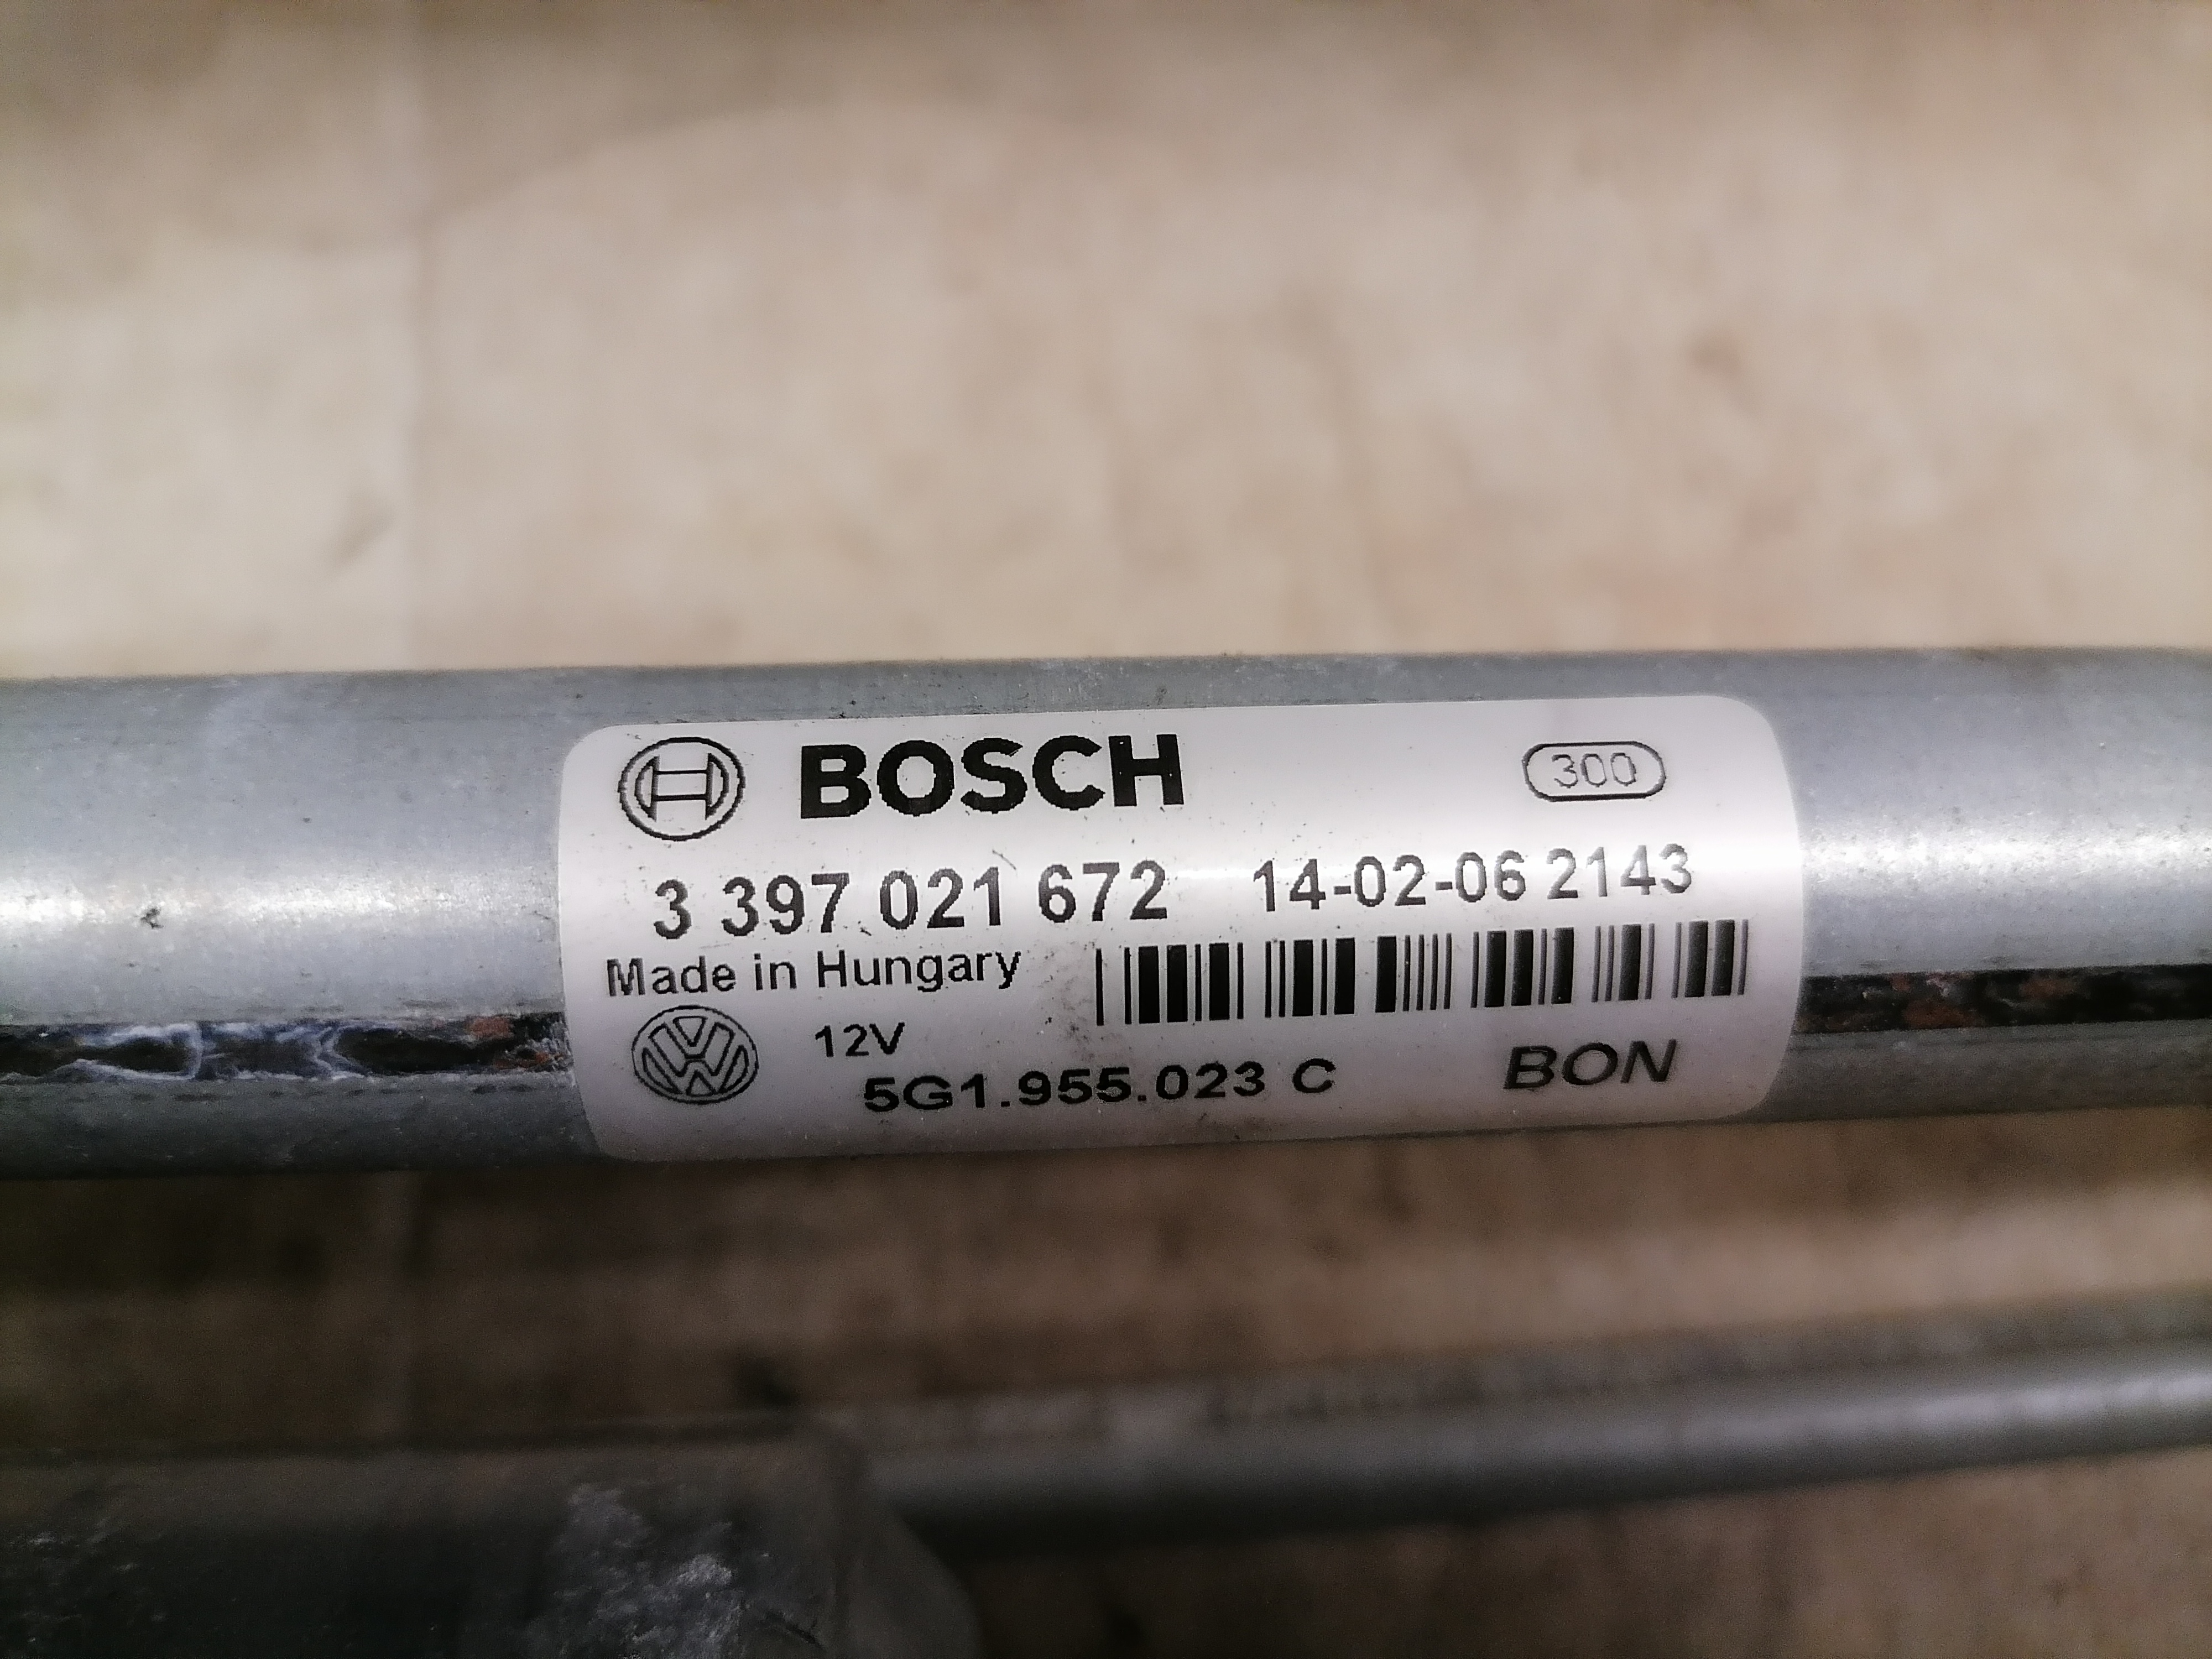 BOSCH 300
3 397 021 672 14-02-06 2143
Made in Hungary
12V
5G1.955.023 C BON